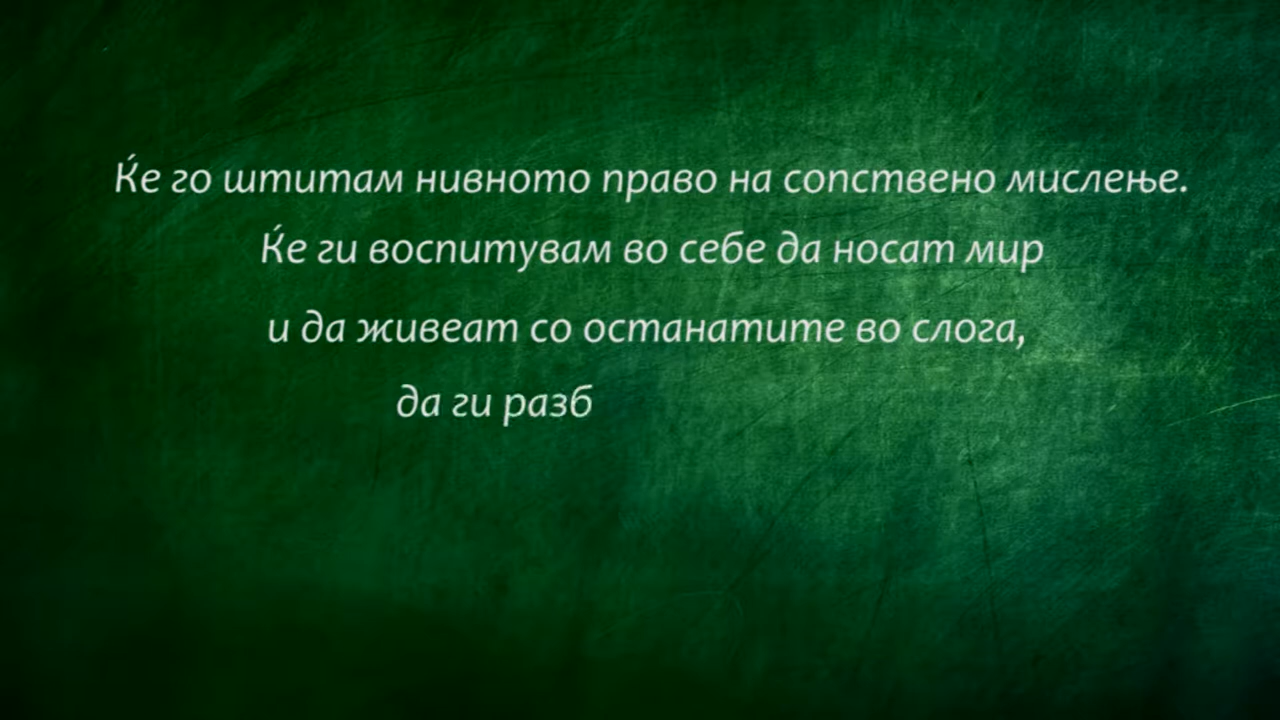 Ќе го штитам нивното право на сопствено мислење.
Ќе ги воспитувам во себе да носат мир
и да живеат со останатите во слога,
да ги разб